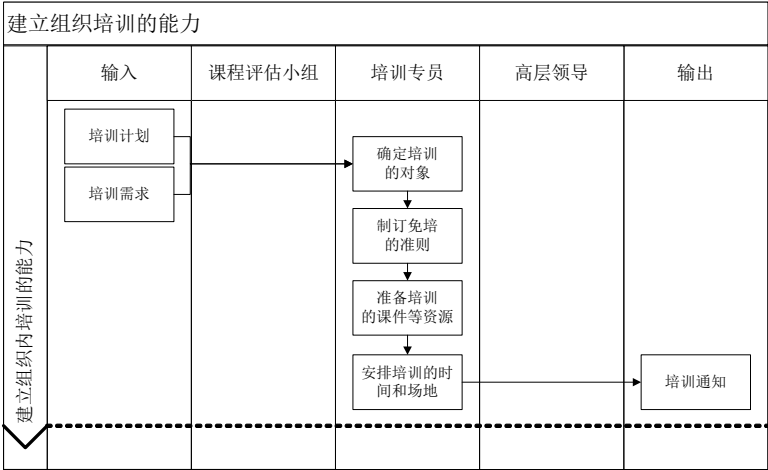 建立组织培训的能力
输入
课程评估小组
培训专员
高层领导
输出
建立组织内培训的能力
培训计划
培训需求
确定培训
的对象
制订免培
的准则
准备培训
的课件等资源
安排培训的时
间和场地
培训通知